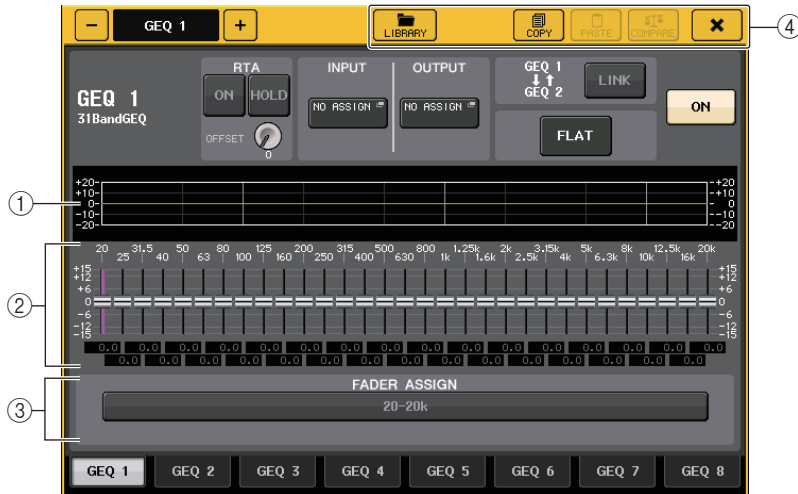 − GEQ 1 + LIBRARY COPY PASTE COMPARE × ④
GEQ 1
31BandGEQ
RTA
ON HOLD
OFFSET
0
INPUT
NO ASSIGN
OUTPUT
NO ASSIGN
GEQ 1
↓↑
GEQ 2
LINK
FLAT
ON
①
+20 +20
+10 +10
0 0
-10 -10
-20 -20
②
20 31.5 50 80 125 200 315 500 800 1.25k 2k 3.15k 5k 8k 12.5k 20k
25 40 63 100 160 250 400 630 1k 1.6k 2.5k 4k 6.3k 10k 16k
+15 +15
+12 +12
+6 +6
0 0
-6 -6
-12 -12
-15 -15
0.0 0.0 0.0 0.0 0.0 0.0 0.0 0.0 0.0 0.0 0.0 0.0 0.0 0.0 0.0 0.0
0.0 0.0 0.0 0.0 0.0 0.0 0.0 0.0 0.0 0.0 0.0 0.0 0.0 0.0 0.0
③
FADER ASSIGN
20-20k
GEQ 1 GEQ 2 GEQ 3 GEQ 4 GEQ 5 GEQ 6 GEQ 7 GEQ 8